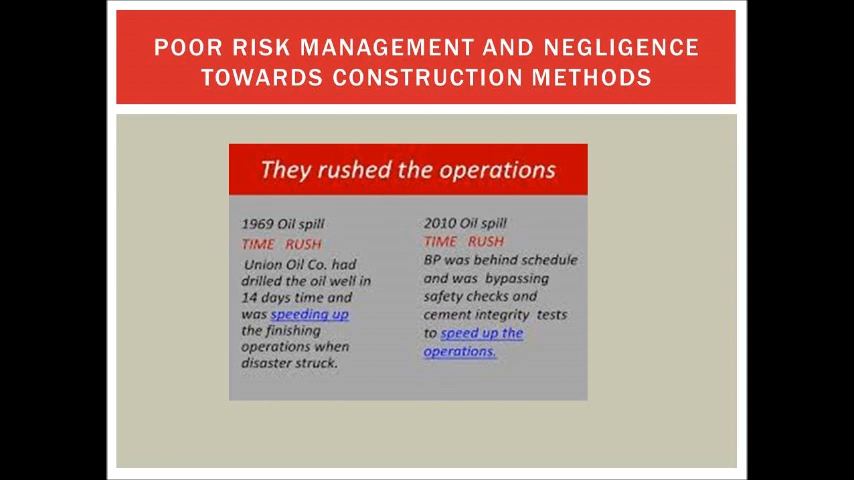 POOR RISK MANAGEMENT AND NEGLIGENCE
TOWARDS CONSTRUCTION METHODS
They rushed the operations
1969 Oil spill
TIME RUSH
Union Oil Co. had
drilled the oil well in
14 days time and
was speeding up
the finishing
operations when
disaster struck.
2010 Oil spill
TIME RUSH
BP was behind schedule
and was bypassing
safety checks and
cement integrity tests
to speed up the
operations.